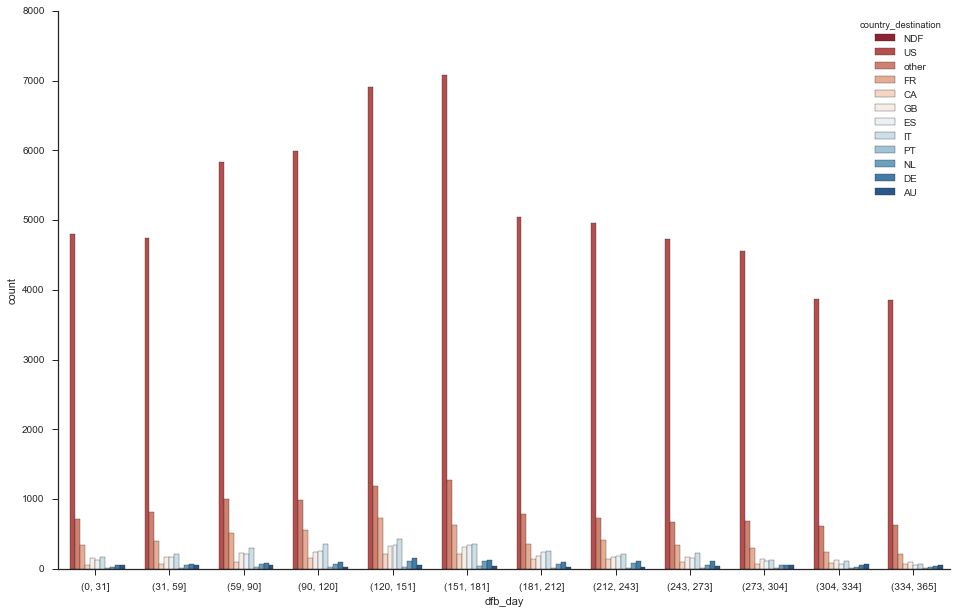 8000
7000
6000
5000
4000
3000
2000
1000
0
count
country_destination
NDF
US
other
FR
CA
GB
ES
IT
PT
NL
DE
AU
(0, 31] (31, 59] (59, 90] (90, 120] (120, 151] (151, 181] (181, 212] (212, 243] (243, 273] (273, 304] (304, 334] (334, 365]
dfb_day